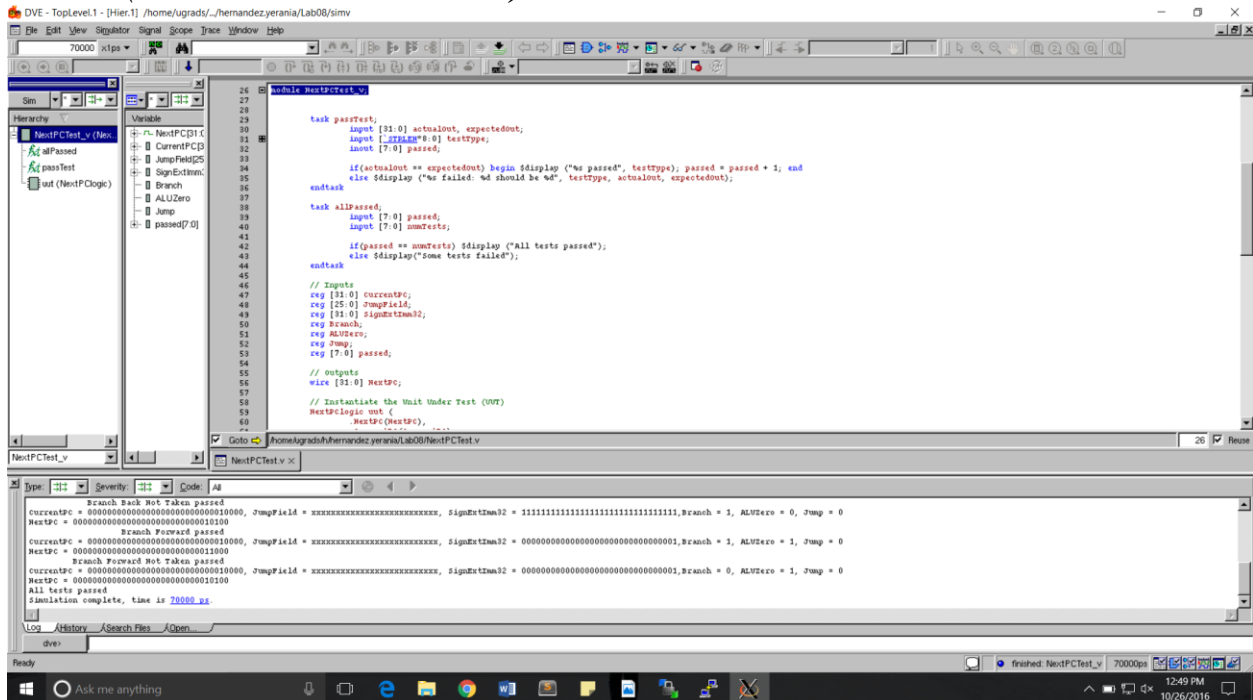 DVE - TopLevel.1 - [Hier.1] /home/ugrads/.../hernandez.yerania/Lab08/simv
File Edit View Simulator Signal Scope Trace Window Help
70000 x1ps
Sim
Hierarchy
NextPCTest_v (Nex...
allPassed
passTest
uut (NextPClogic)
Variable
NextPC[31:0
CurrentPC[3
JumpField[25
SignExtImm
Branch
ALUZero
Jump
passed[7:0]
26 module NextPCTest_v;
27
28
29 task passTest;
30 input [31:0] actualOut, expectedOut;
31 input [`STRLEN*8:0] testType;
32 inout [7:0] passed;
33
34 if(actualOut == expectedOut) begin $display ("%s passed", testType); passed = passed + 1; end
35 else $display ("%s failed: %d should be %d", testType, actualOut, expectedOut);
36 endtask
37
38 task allPassed;
39 input [7:0] passed;
40 input [7:0] numTests;
41
42 if(passed == numTests) $display ("All tests passed");
43 else $display("Some tests failed");
44 endtask
45
46 // Inputs
47 reg [31:0] CurrentPC;
48 reg [25:0] JumpField;
49 reg [31:0] SignExtImm32;
50 reg Branch;
51 reg ALUZero;
52 reg Jump;
53 reg [7:0] passed;
54
55 // Outputs
56 wire [31:0] NextPC;
57
58 // Instantiate the Unit Under Test (UUT)
59 NextPClogic uut (
60 .NextPC(NextPC),
Goto /home/ugrads/h/hernandez.yerania/Lab08/NextPCTest.v 26 Reuse
NextPCTest_v
NextPCTest.v
Type: Severity: Code: All
Branch Back Not Taken passed
CurrentPC = 00000000000000000000000000010000, JumpField = xxxxxxxxxxxxxxxxxxxxxxxxxx, SignExtImm32 = 11111111111111111111111111111111,Branch = 1, ALUZero = 0, Jump = 0
NextPC = 00000000000000000000000000010100
Branch Forward passed
CurrentPC = 00000000000000000000000000010000, JumpField = xxxxxxxxxxxxxxxxxxxxxxxxxx, SignExtImm32 = 00000000000000000000000000000001,Branch = 1, ALUZero = 1, Jump = 0
NextPC = 00000000000000000000000000011000
Branch Forward Not Taken passed
CurrentPC = 00000000000000000000000000010000, JumpField = xxxxxxxxxxxxxxxxxxxxxxxxxx, SignExtImm32 = 00000000000000000000000000000001,Branch = 0, ALUZero = 1, Jump = 0
NextPC = 00000000000000000000000000010100
All tests passed
Simulation complete, time is 70000 ps.
Log History Search Files Open...
dve>
Ready
finished: NextPCTest_v 70000ps
Ask me anything
12:49 PM
10/26/2016